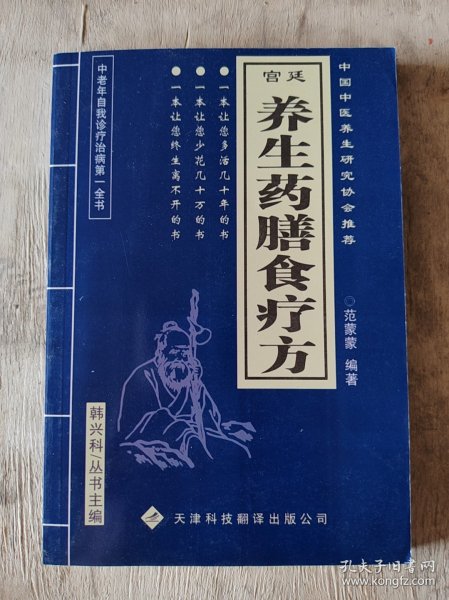 中国中医养生研究协会推荐
◎范蒙蒙 编著
宫廷
养生药膳食疗方
●一本让您多活几十年的书
●一本让您少花几十万的书
●一本让您终生离不开的书
中老年自我诊疗治病第一全书
韩兴科/丛书主编
天津科技翻译出版公司
孔夫子旧书网
www.kongfz.com